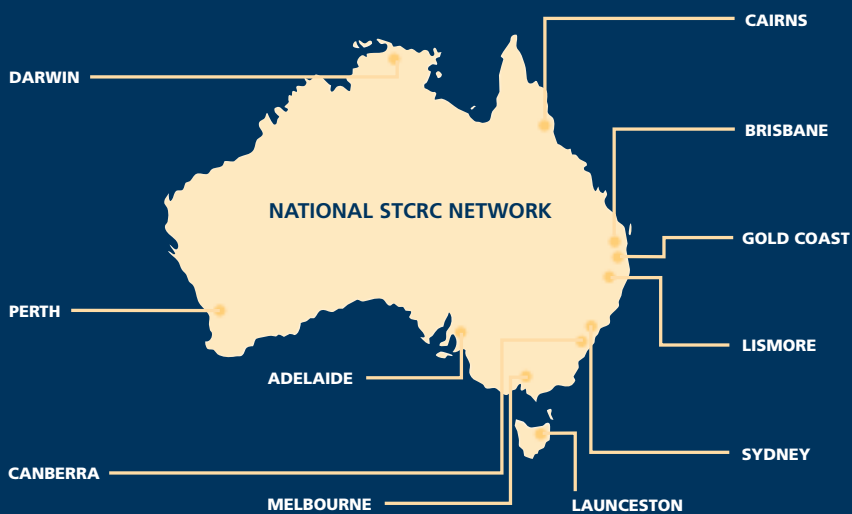 CAIRNS
DARWIN
BRISBANE
NATIONAL STCRC NETWORK
GOLD COAST
PERTH
LISMORE
ADELAIDE
SYDNEY
CANBERRA
MELBOURNE
LAUNCESTON